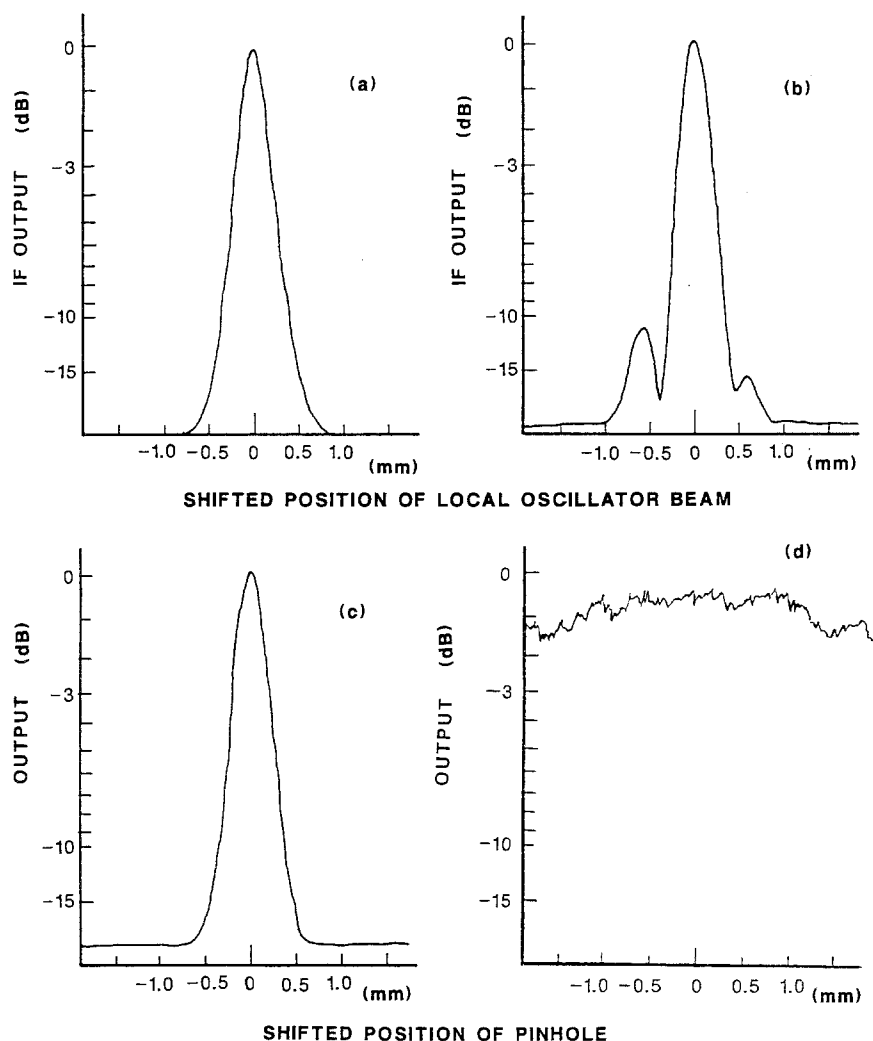 (a)
IF OUTPUT (dB)
0
-3
-10
-15
-1.0 -0.5 0 0.5 1.0 (mm)
(b)
IF OUTPUT (dB)
0
-3
-10
-15
-1.0 -0.5 0 0.5 1.0 (mm)
SHIFTED POSITION OF LOCAL OSCILLATOR BEAM
(c)
OUTPUT (dB)
0
-3
-10
-15
-1.0 -0.5 0 0.5 1.0 (mm)
(d)
OUTPUT (dB)
0
-3
-10
-15
-1.0 -0.5 0 0.5 1.0 (mm)
SHIFTED POSITION OF PINHOLE